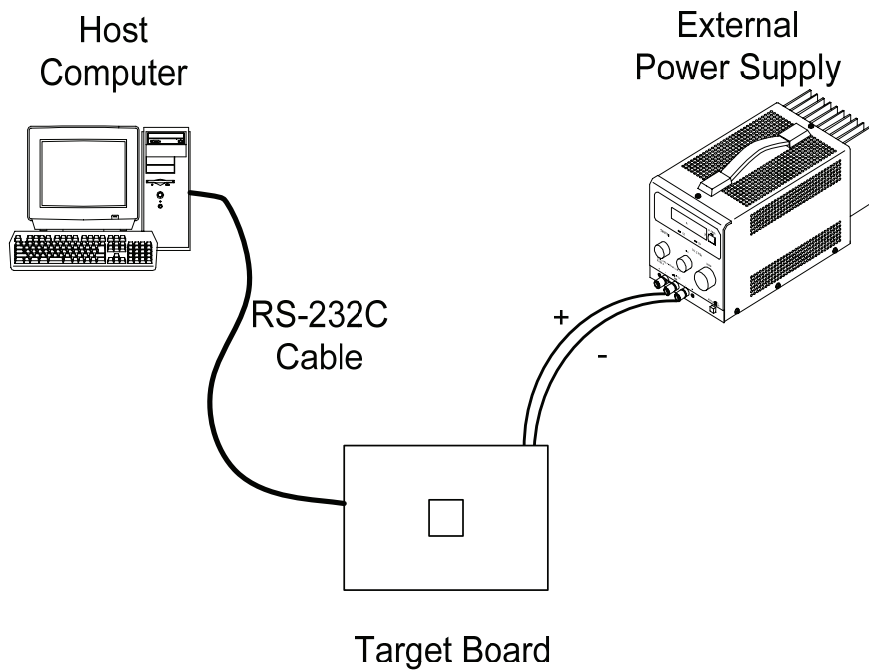 Host
Computer
External
Power Supply
RS-232C
Cable
+
-
Target Board